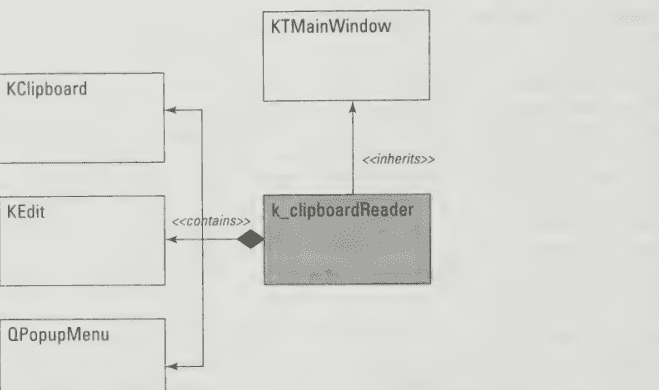 KTMainWindow
KClipboard
<<inherits>>
KEdit
<<contains>>
k_clipboardReader
QPopupMenu